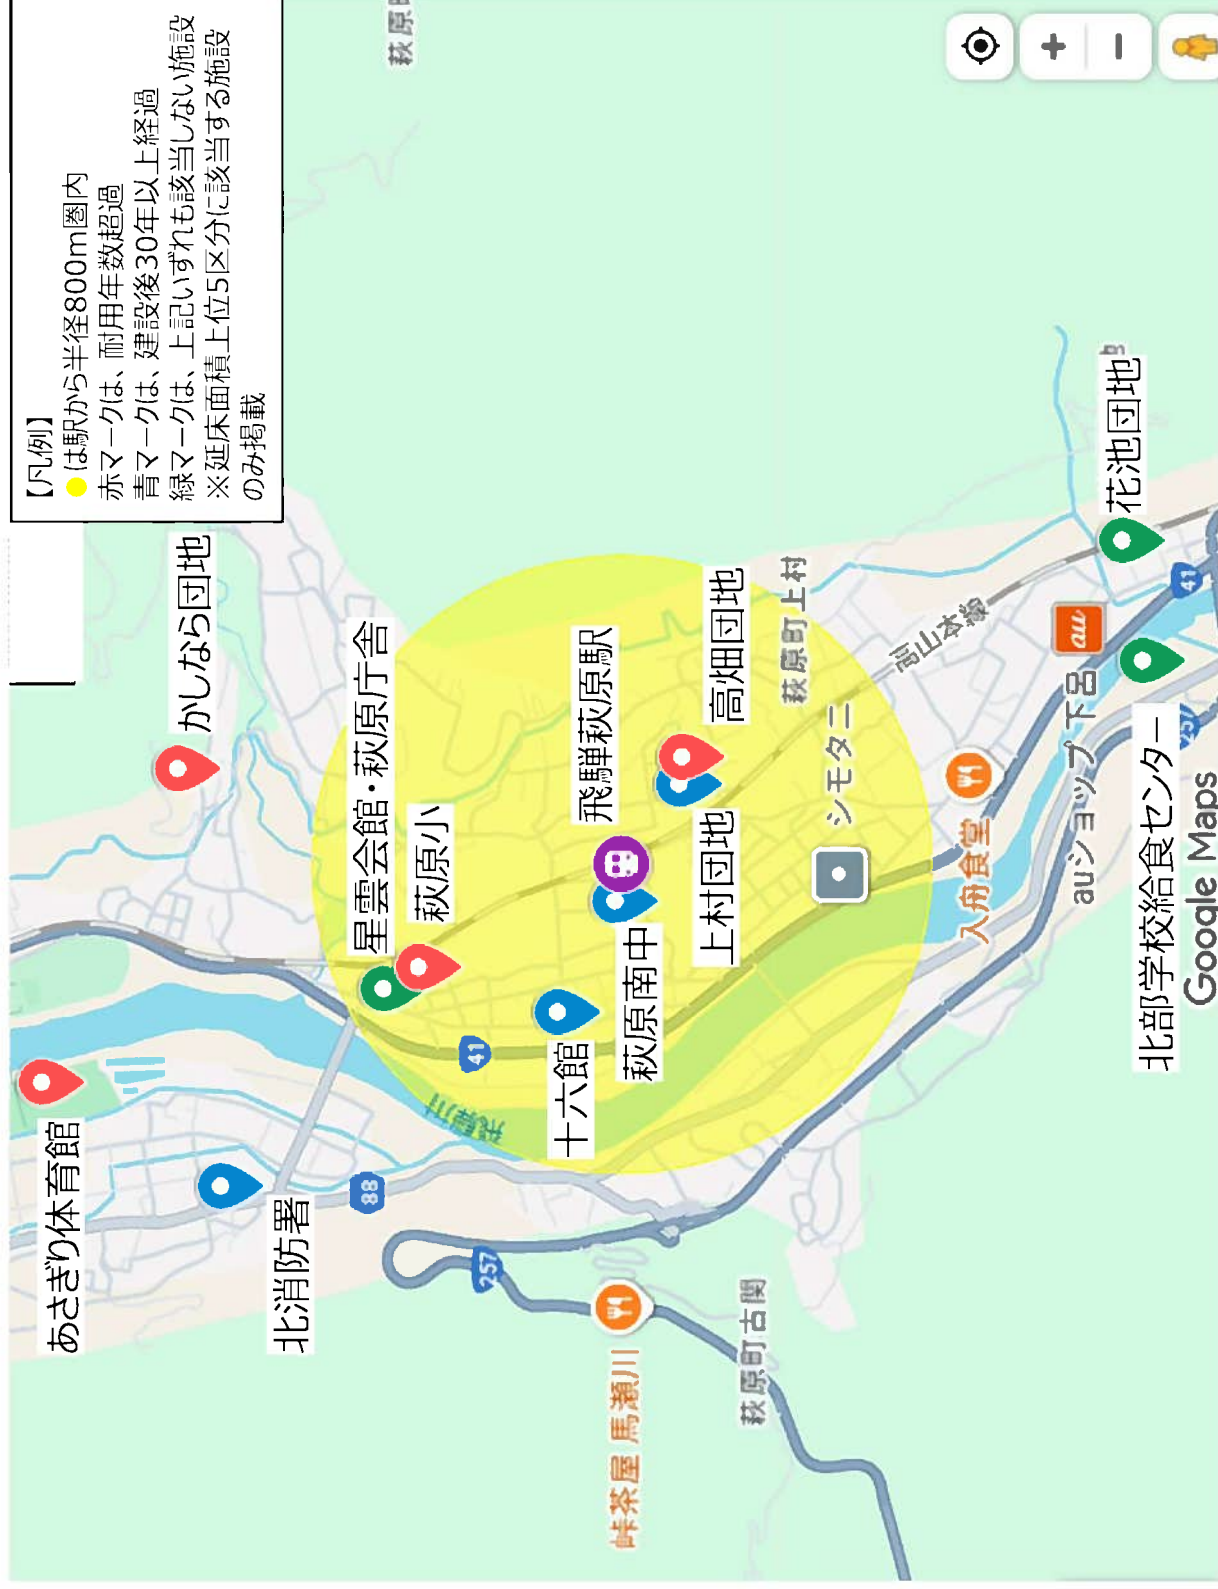 【凡例】
●は駅から半径800m圏内
赤マークは、耐用年数超過
青マークは、建設後30年以上経過
緑マークは、上記いずれも該当しない施設
※延床面積上位5区分に該当する施設
のみ掲載
かしなら団地
あさぎり体育館
北消防署
星雲会館・萩原庁舎
萩原小
飛騨萩原駅
高畑団地
上村団地
萩原南中
十六館
萩原町上村
シモタニ
高山本線
飛騨川
41
88
257
峠茶屋 馬瀬川
萩原町古関
入舟食堂
au
auショップ 下呂
41
257
花池団地
北部学校給食センター
Google Maps
萩原